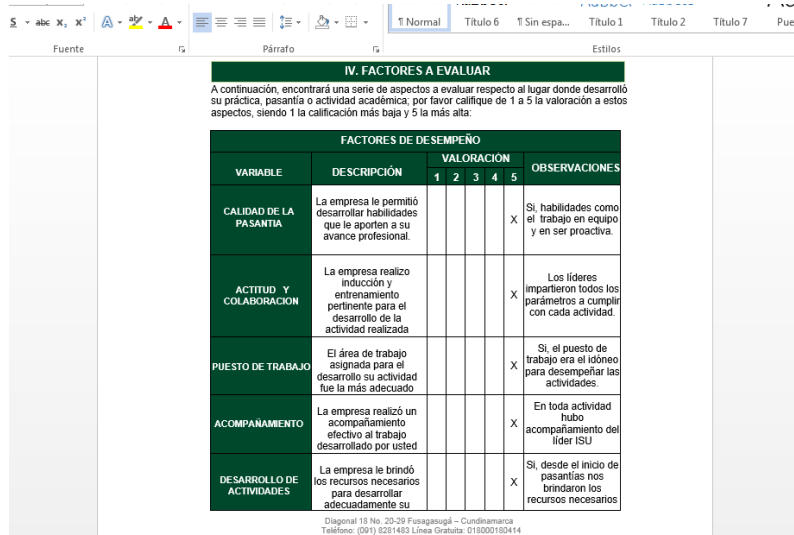 S abc X₂ X² A aby A
¶ Normal Título 6 ¶ Sin espa... Título 1 Título 2 Título 7 Pue
Fuente Párrafo Estilos
IV. FACTORES A EVALUAR
A continuación, encontrará una serie de aspectos a evaluar respecto al lugar donde desarrolló
su práctica, pasantía o actividad académica; por favor califique de 1 a 5 la valoración a estos
aspectos, siendo 1 la calificación más baja y 5 la más alta:
FACTORES DE DESEMPEÑO
VARIABLE
DESCRIPCIÓN
VALORACIÓN
1 2 3 4 5
OBSERVACIONES
CALIDAD DE LA
PASANTIA
La empresa le permitió
desarrollar habilidades
que le aporten a su
avance profesional.
X
Si, habilidades como
el trabajo en equipo
y en ser proactiva.
ACTITUD Y
COLABORACION
La empresa realizo
inducción y
entrenamiento
pertinente para el
desarrollo de la
actividad realizada
X
Los líderes
impartieron todos los
parámetros a cumplir
con cada actividad.
PUESTO DE TRABAJO
El área de trabajo
asignada para el
desarrollo su actividad
fue la más adecuado
X
Si, el puesto de
trabajo era el idóneo
para desempeñar las
actividades.
ACOMPAÑAMIENTO
La empresa realizó un
acompañamiento
efectivo al trabajo
desarrollado por usted
X
En toda actividad
hubo
acompañamiento del
líder ISU
DESARROLLO DE
ACTIVIDADES
La empresa le brindó
los recursos necesarios
para desarrollar
adecuadamente su
X
Si, desde el inicio de
pasantías nos
brindaron los
recursos necesarios
Diagonal 18 No. 20-29 Fusagasugá – Cundinamarca
Teléfono: (091) 8281483 Línea Gratuita: 018000180414